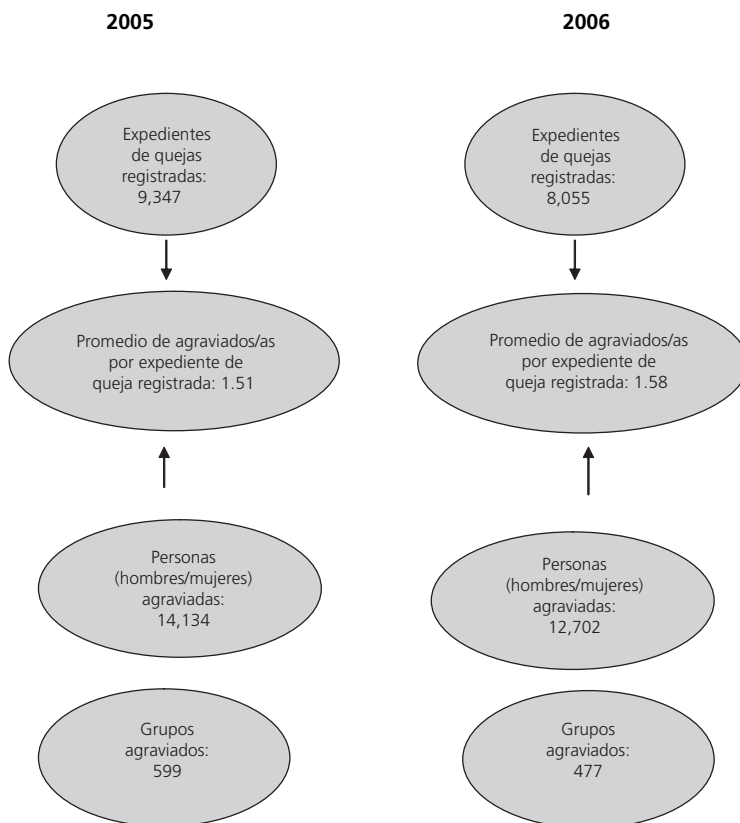 2005
Expedientes
de quejas
registradas:
9,347
Promedio de agraviados/as
por expediente de
queja registrada: 1.51
Personas
(hombres/mujeres)
agraviadas:
14,134
Grupos
agraviados:
599
2006
Expedientes
de quejas
registradas:
8,055
Promedio de agraviados/as
por expediente de
queja registrada: 1.58
Personas
(hombres/mujeres)
agraviadas:
12,702
Grupos
agraviados:
477